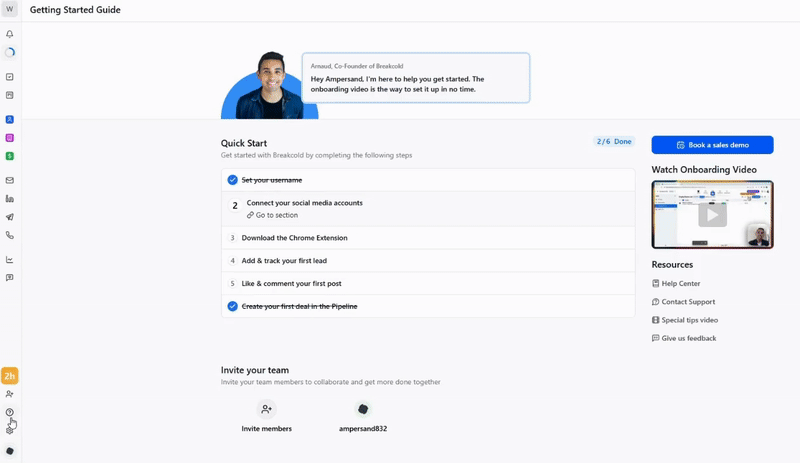 W
Getting Started Guide
Arnaud, Co-Founder of Breakcold
Hey Ampersand, I'm here to help you get started. The
onboarding video is the way to set it up in no time.
Quick Start
2/6 Done
Get started with Breakcold by completing the following steps
Set your username
2 Connect your social media accounts
Go to section
3 Download the Chrome Extension
4 Add & track your first lead
5 Like & comment your first post
Create your first deal in the Pipeline
Book a sales demo
Watch Onboarding Video
Resources
Help Center
Contact Support
Special tips video
Give us feedback
Invite your team
Invite your team members to collaborate and get more done together
Invite members
ampersand832
Zh